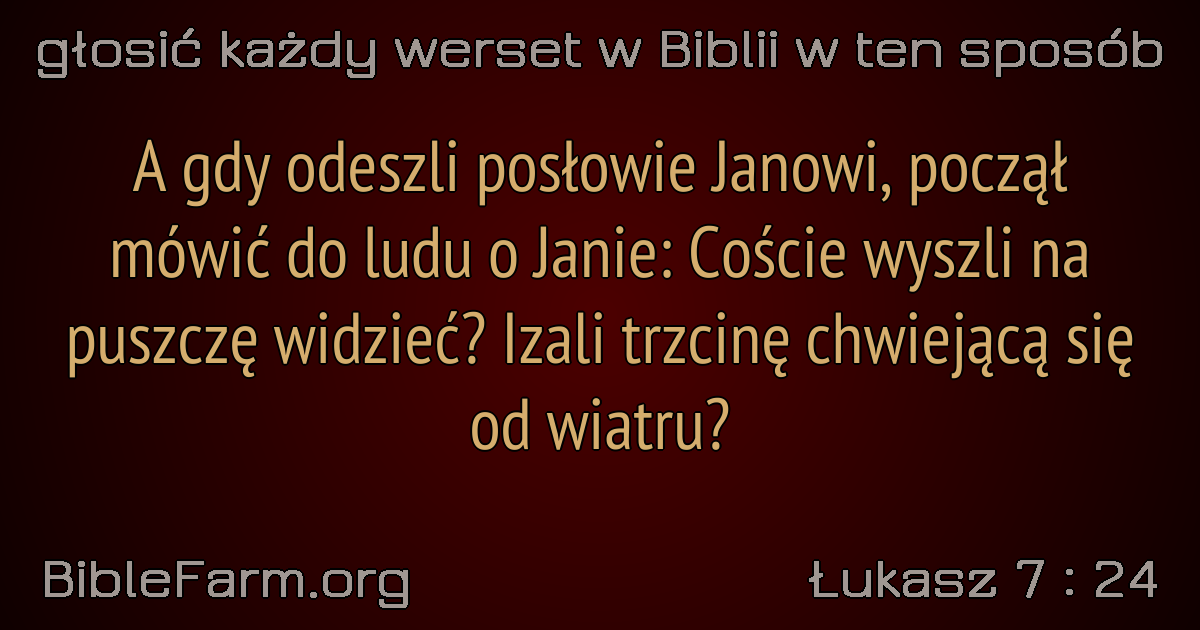 głosić każdy werset w Biblii w ten sposób
A gdy odeszli posłowie Janowi, począł
mówić do ludu o Janie: Coście wyszli na
puszczę widzieć? Izali trzcinę chwiejącą się
od wiatru?
BibleFarm.org
Łukasz 7 : 24